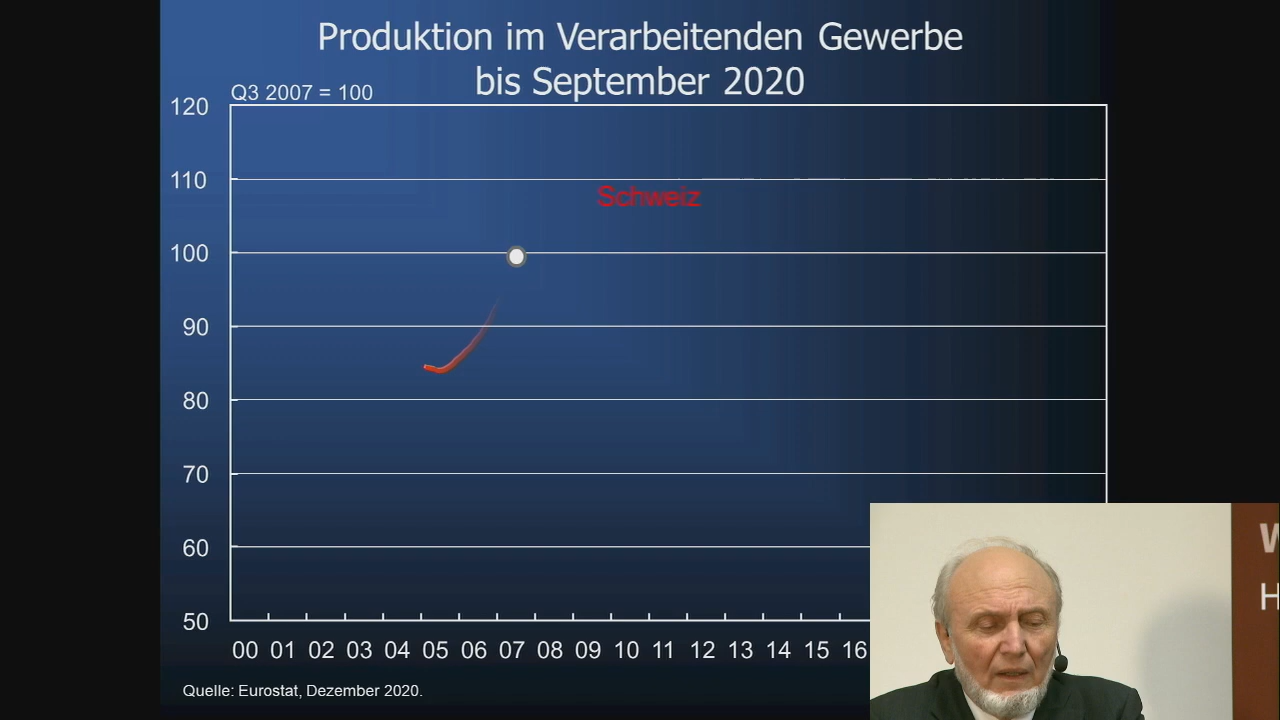 Produktion im Verarbeitenden Gewerbe
bis September 2020
Q3 2007 = 100
120
110
Schweiz
100
90
80
70
60
50
00 01 02 03 04 05 06 07 08 09 10 11 12 13 14 15 16
Quelle: Eurostat, Dezember 2020.
W
H